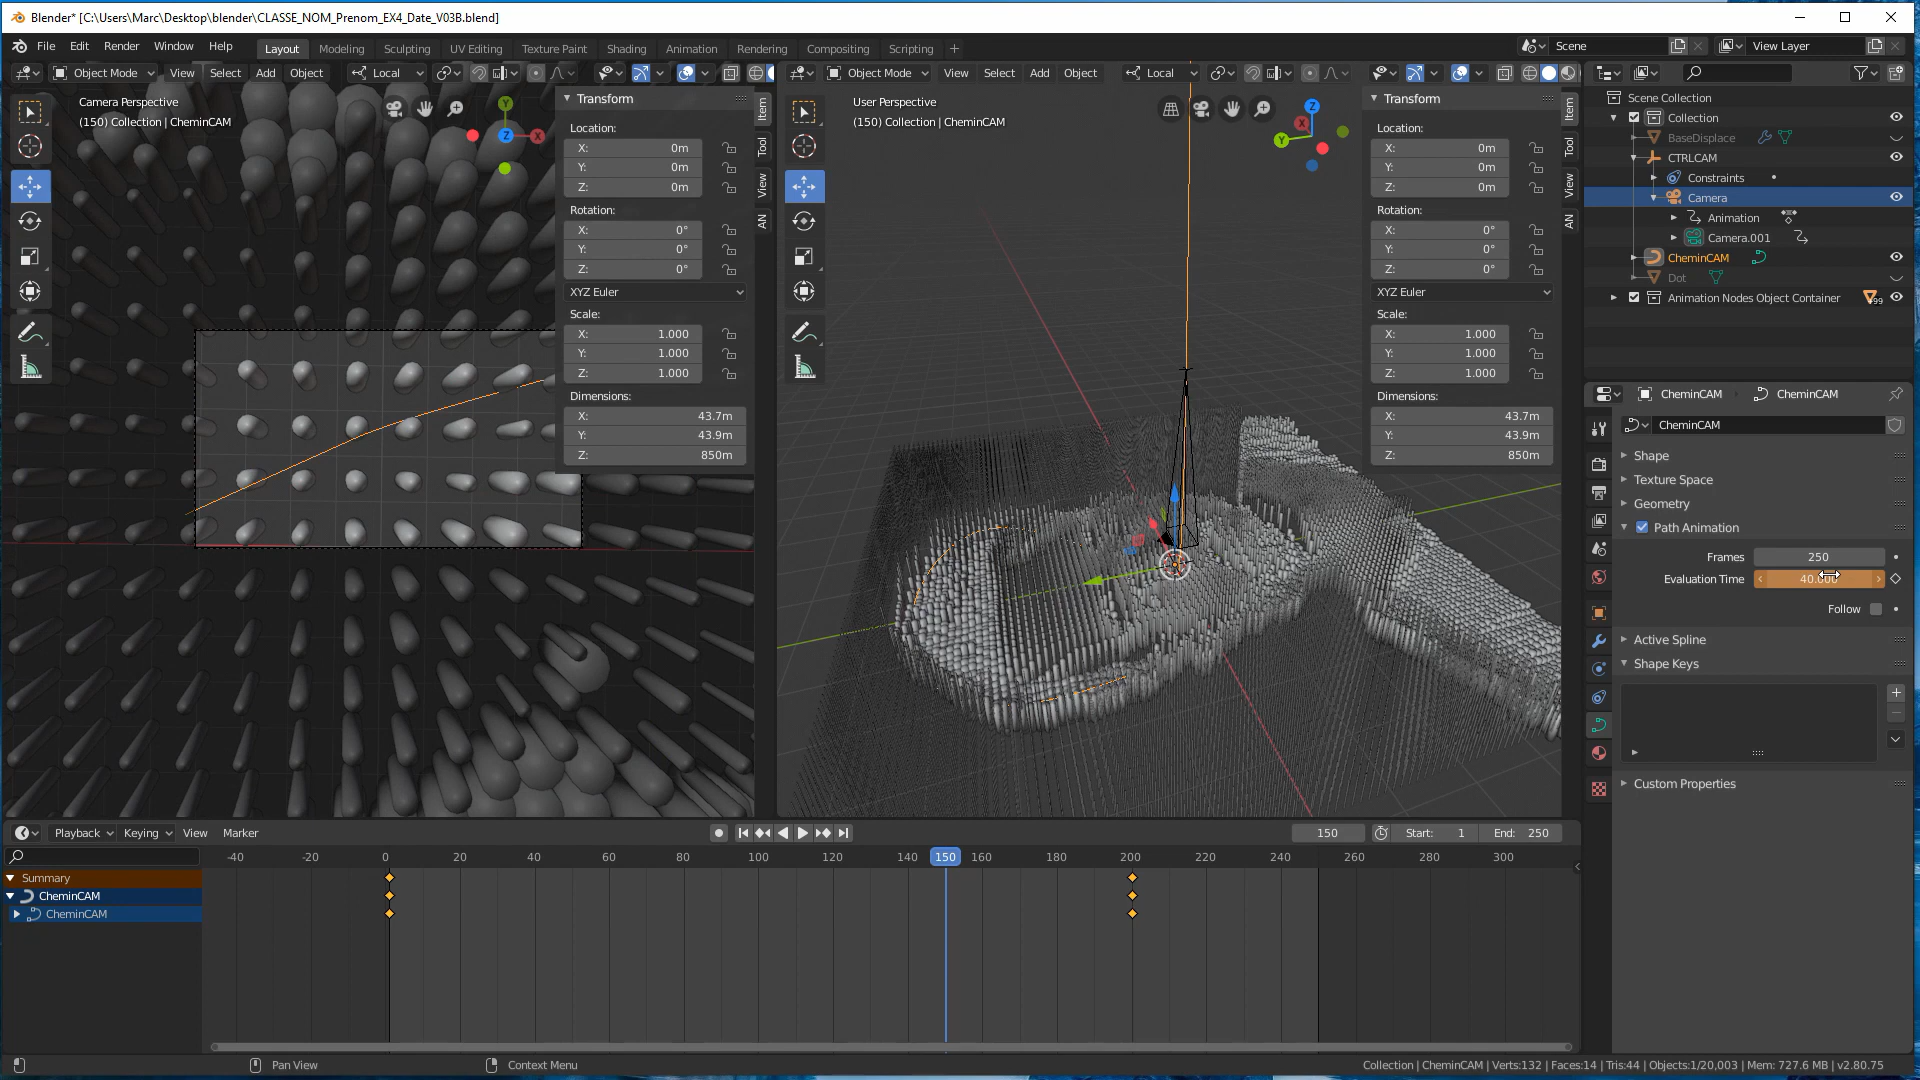 Blender* [C:\Users\Marc\Desktop\blender\CLASSE_NOM_Prenom_EX4_Date_V03B.blend]
File Edit Render Window Help Layout Modeling Sculpting UV Editing Texture Paint Shading Animation Rendering Compositing Scripting + Scene View Layer
Object Mode View Select Add Object Local Object Mode View Select Add Object Local
Camera Perspective
(150) Collection | CheminCAM
Transform
Location:
X: 0m
Y: 0m
Z: 0m
Rotation:
X: 0°
Y: 0°
Z: 0°
XYZ Euler
Scale:
X: 1.000
Y: 1.000
Z: 1.000
Dimensions:
X: 43.7m
Y: 43.9m
Z: 850m
Item
Tool
View
AN
Y
Z
X
User Perspective
(150) Collection | CheminCAM
Z
X
Y
Transform
Location:
X: 0m
Y: 0m
Z: 0m
Rotation:
X: 0°
Y: 0°
Z: 0°
XYZ Euler
Scale:
X: 1.000
Y: 1.000
Z: 1.000
Dimensions:
X: 43.7m
Y: 43.9m
Z: 850m
Item
Tool
View
AN
Scene Collection
Collection
BaseDisplace
CTRLCAM
Constraints
Camera
Animation
Camera.001
CheminCAM
Dot
Animation Nodes Object Container
CheminCAM CheminCAM
CheminCAM
Shape
Texture Space
Geometry
Path Animation
Frames 250
Evaluation Time
Follow
Active Spline
Shape Keys
Custom Properties
Playback Keying View Marker 150 Start: 1 End: 250
-40 -20 0 20 40 60 80 100 120 140 150 160 180 200 220 240 260 280 300
Summary
CheminCAM
CheminCAM
Pan View Context Menu Collection | CheminCAM | Verts:132 | Faces:14 | Tris:44 | Objects:1/20,003 | Mem: 727.6 MB | v2.80.75